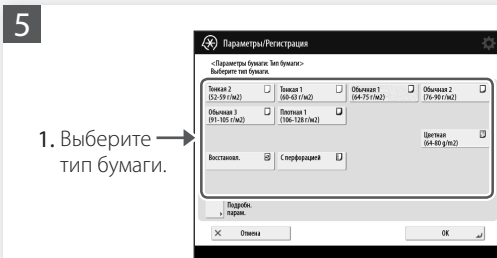 5
Параметры/Регистрация
<Параметры бумаги: Тип бумаги>
Выберите тип бумаги.
Тонкая 2
(52-59 г/м2)
Тонкая 1
(60-63 г/м2)
Обычная 1
(64-75 г/м2)
Обычная 2
(76-90 г/м2)
Обычная 3
(91-105 г/м2)
Плотная 1
(106-128 г/м2)
Цветная
(64-80 g/m2)
Восстановл.
С перфорацией
1. Выберите
тип бумаги.
Подробн.
парам.
Отмена
OK